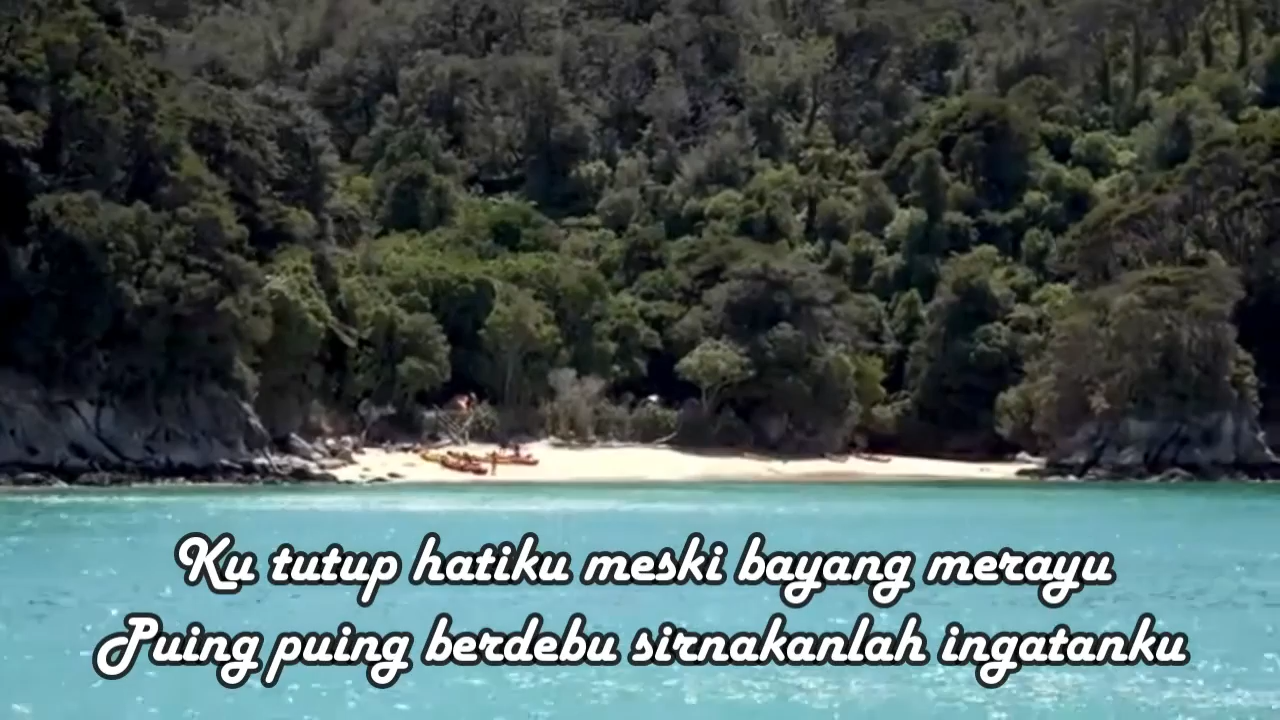 Ku tutup hatiku meski bayang merayu
Puing puing berdebu sirnakanlah ingatanku